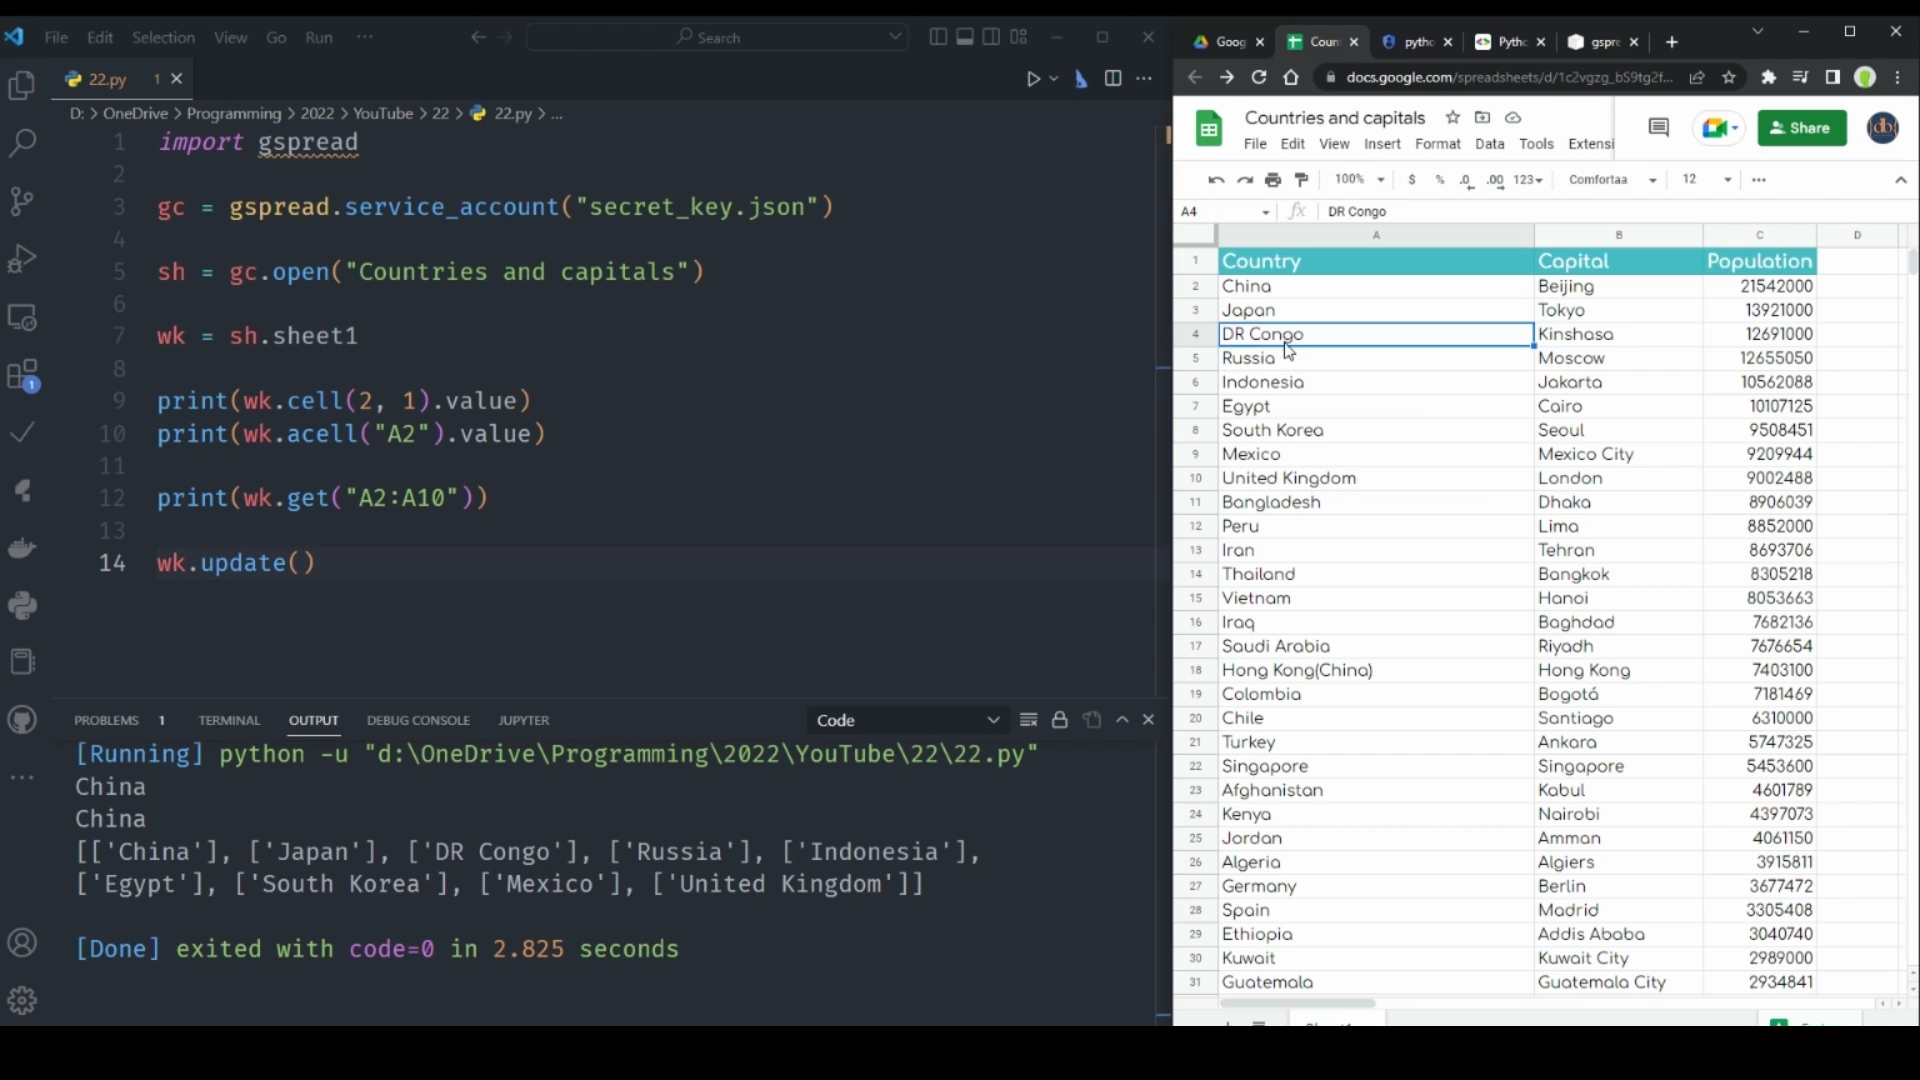 File Edit Selection View Go Run ··· Search
22.py 1
D: > OneDrive > Programming > 2022 > YouTube > 22 > 22.py > ...
1 import gspread
2
3 gc = gspread.service_account("secret_key.json")
4
5 sh = gc.open("Countries and capitals")
6
7 wk = sh.sheet1
8
9 print(wk.cell(2, 1).value)
10 print(wk.acell("A2").value)
11
12 print(wk.get("A2:A10"))
13
14 wk.update()
PROBLEMS 1 TERMINAL OUTPUT DEBUG CONSOLE JUPYTER Code
[Running] python -u "d:\OneDrive\Programming\2022\YouTube\22\22.py"
China
China
[['China'], ['Japan'], ['DR Congo'], ['Russia'], ['Indonesia'],
['Egypt'], ['South Korea'], ['Mexico'], ['United Kingdom']]
[Done] exited with code=0 in 2.825 seconds
1
Goog Coun pytho Pytho gspre
docs.google.com/spreadsheets/d/1c2vgzg_bS9tg2f...
Countries and capitals
File Edit View Insert Format Data Tools Extensi
Share
100% $ % .0 .00 123 Comfortaa 12 ···
A4 fx DR Congo
A B C D
1 Country Capital Population
2 China Beijing 21542000
3 Japan Tokyo 13921000
4 DR Congo Kinshasa 12691000
5 Russia Moscow 12655050
6 Indonesia Jakarta 10562088
7 Egypt Cairo 10107125
8 South Korea Seoul 9508451
9 Mexico Mexico City 9209944
10 United Kingdom London 9002488
11 Bangladesh Dhaka 8906039
12 Peru Lima 8852000
13 Iran Tehran 8693706
14 Thailand Bangkok 8305218
15 Vietnam Hanoi 8053663
16 Iraq Baghdad 7682136
17 Saudi Arabia Riyadh 7676654
18 Hong Kong(China) Hong Kong 7403100
19 Colombia Bogotá 7181469
20 Chile Santiago 6310000
21 Turkey Ankara 5747325
22 Singapore Singapore 5453600
23 Afghanistan Kabul 4601789
24 Kenya Nairobi 4397073
25 Jordan Amman 4061150
26 Algeria Algiers 3915811
27 Germany Berlin 3677472
28 Spain Madrid 3305408
29 Ethiopia Addis Ababa 3040740
30 Kuwait Kuwait City 2989000
31 Guatemala Guatemala City 2934841